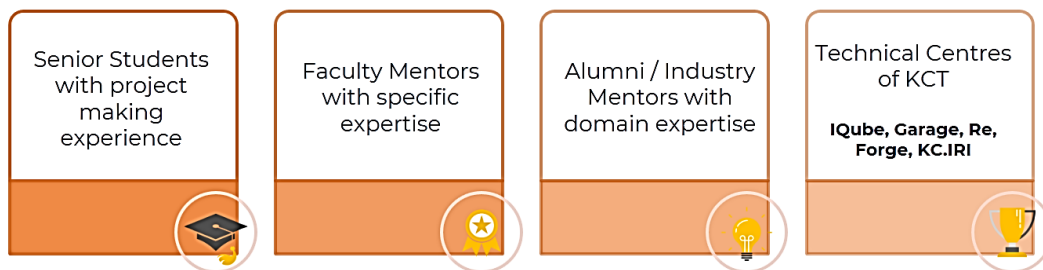 Senior Students
with project
making
experience
Faculty Mentors
with specific
expertise
Alumni / Industry
Mentors with
domain expertise
Technical Centres
of KCT
IQube, Garage, Re,
Forge, KC.IRI